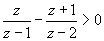 z/(z-1) - (z+1)/(z-2) > 0